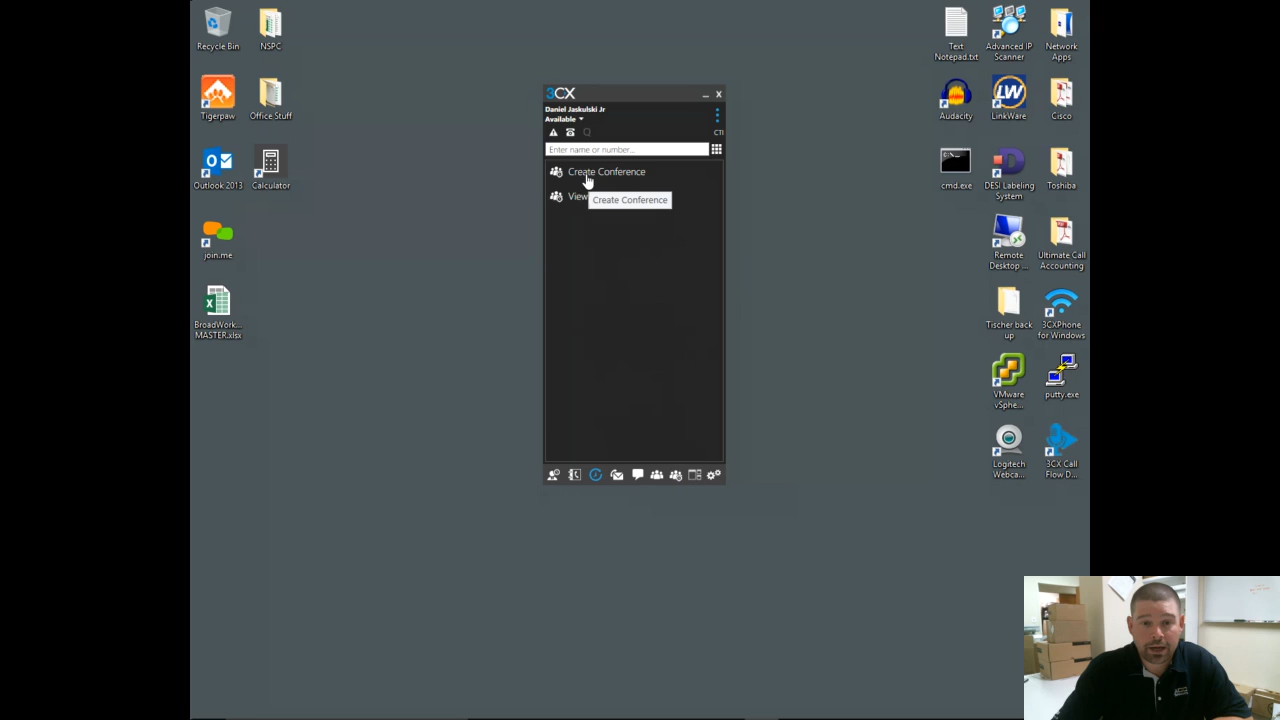 Recycle Bin
NSPC
Tigerpaw
Office Stuff
Outlook 2013
Calculator
join.me
BroadWork...
MASTER.xlsx
3CX
Daniel Jaskulski Jr
Available
CTI
Enter name or number...
Create Conference
View
Create Conference
Text
Notepad.txt
Advanced IP
Scanner
Network
Apps
Audacity
LW
LinkWare
Cisco
cmd.exe
DESI Labeling
System
Toshiba
Remote
Desktop ...
Ultimate Call
Accounting
Tischer back
up
3CXPhone
for Windows
VMware
vSphe...
putty.exe
Logitech
Webca...
3CX Call
Flow D...